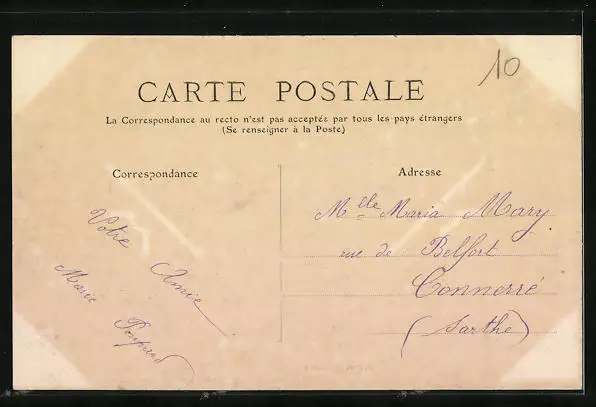 10
CARTE POSTALE
La Correspondance au recto n'est pas acceptée par tous les pays étrangers
(Se renseigner à la Poste)
Correspondance
Adresse
Votre Amie
Marie
Mlle Maria Mary
rue de Belfort
Connerré
(Sarthe)